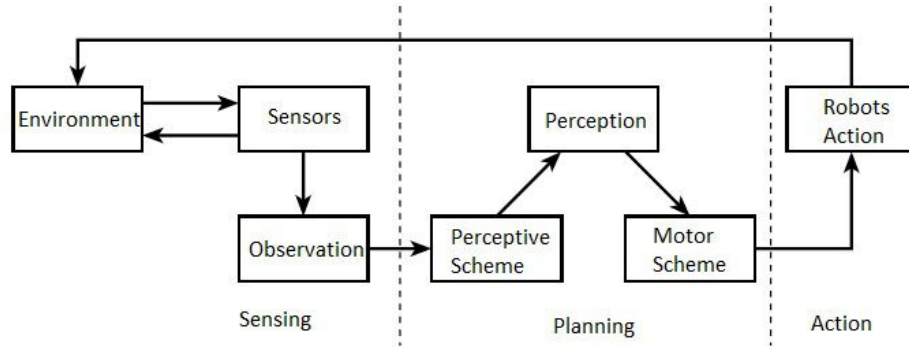 Environment
Sensors
Perception
Robots
Action
Observation
Perceptive
Scheme
Motor
Scheme
Sensing
Planning
Action